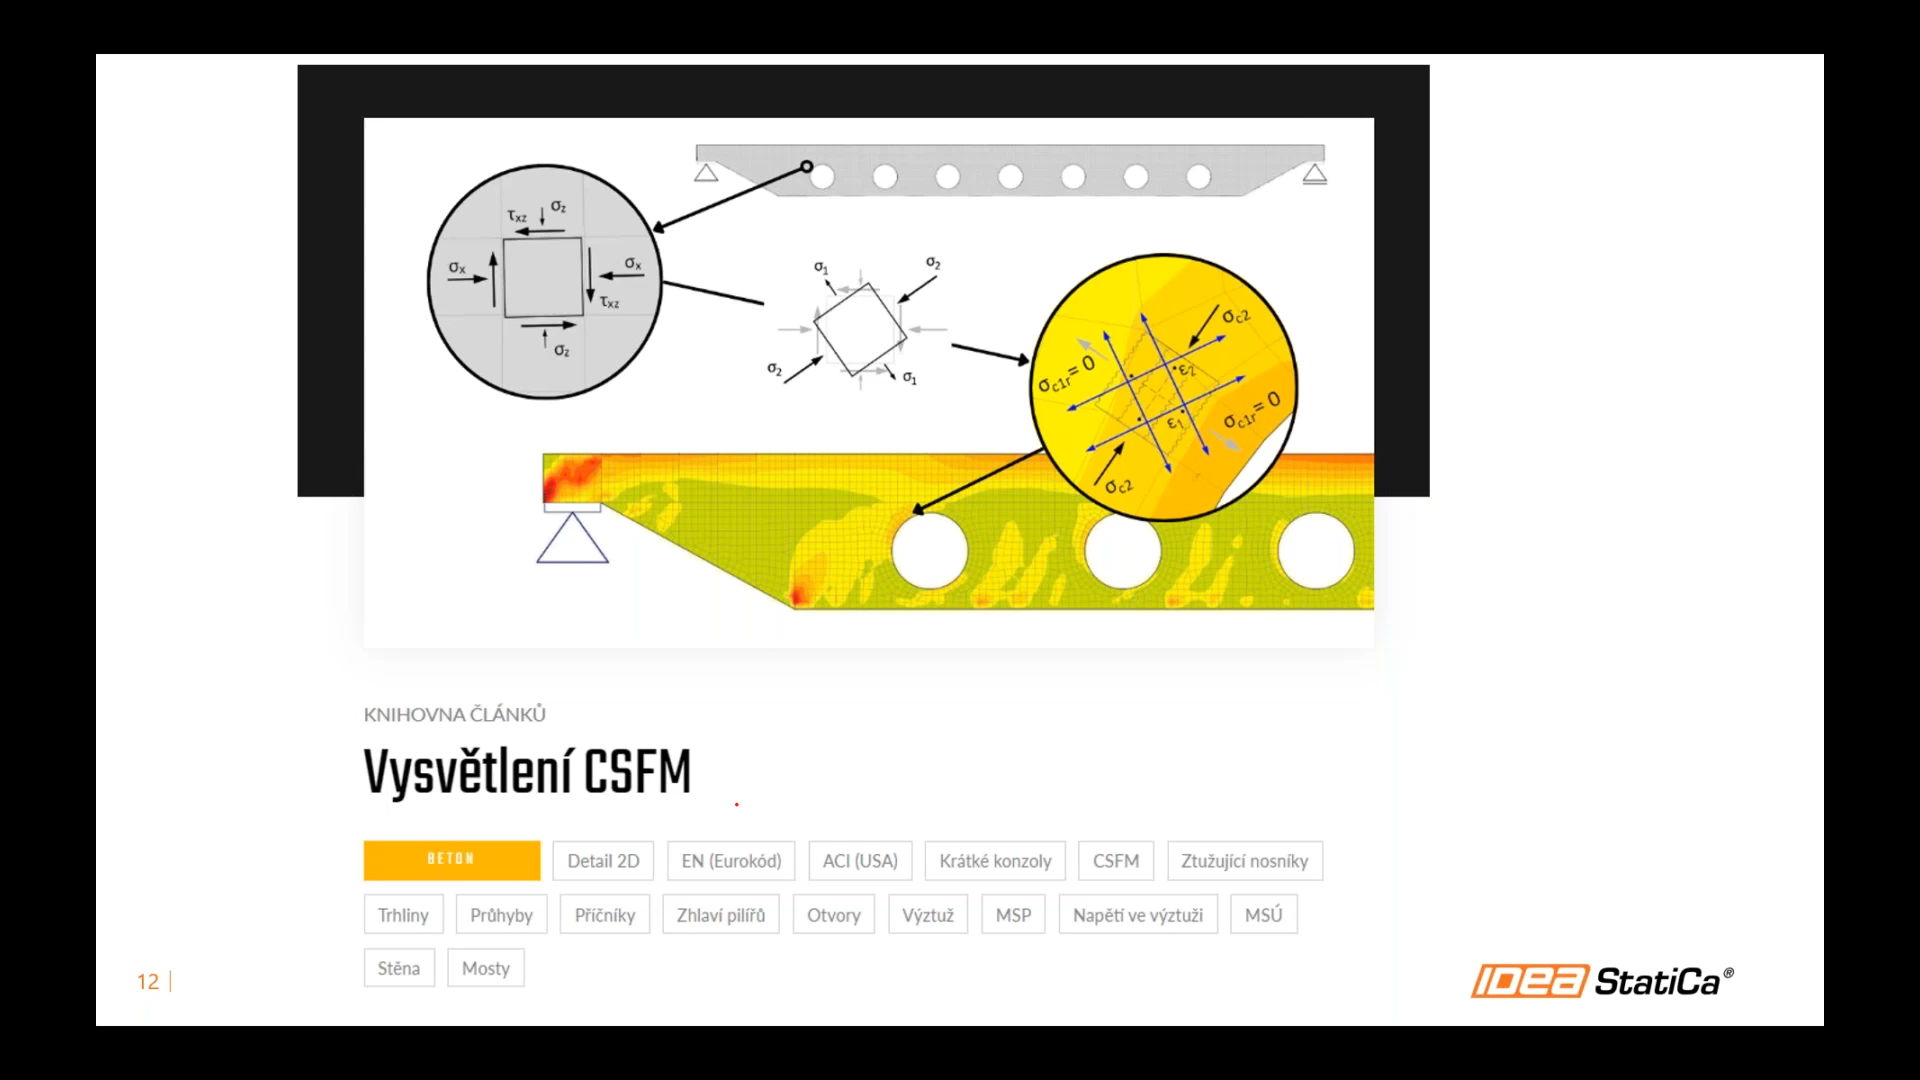 τxz σz
σx σx
τxz
σz
σ1 σ2
σ2 σ1
σc2
σc1r= 0
ε2
ε1
σc1r= 0
σc2
KNIHOVNA ČLÁNKŮ
Vysvětlení CSFM
BETON Detail 2D EN (Eurokód) ACI (USA) Krátké konzoly CSFM Ztužující nosníky
Trhliny Průhyby Příčníky Zhlaví pilířů Otvory Výztuž MSP Napětí ve výztuži MSÚ
Stěna Mosty
12
IDEA StatiCa®